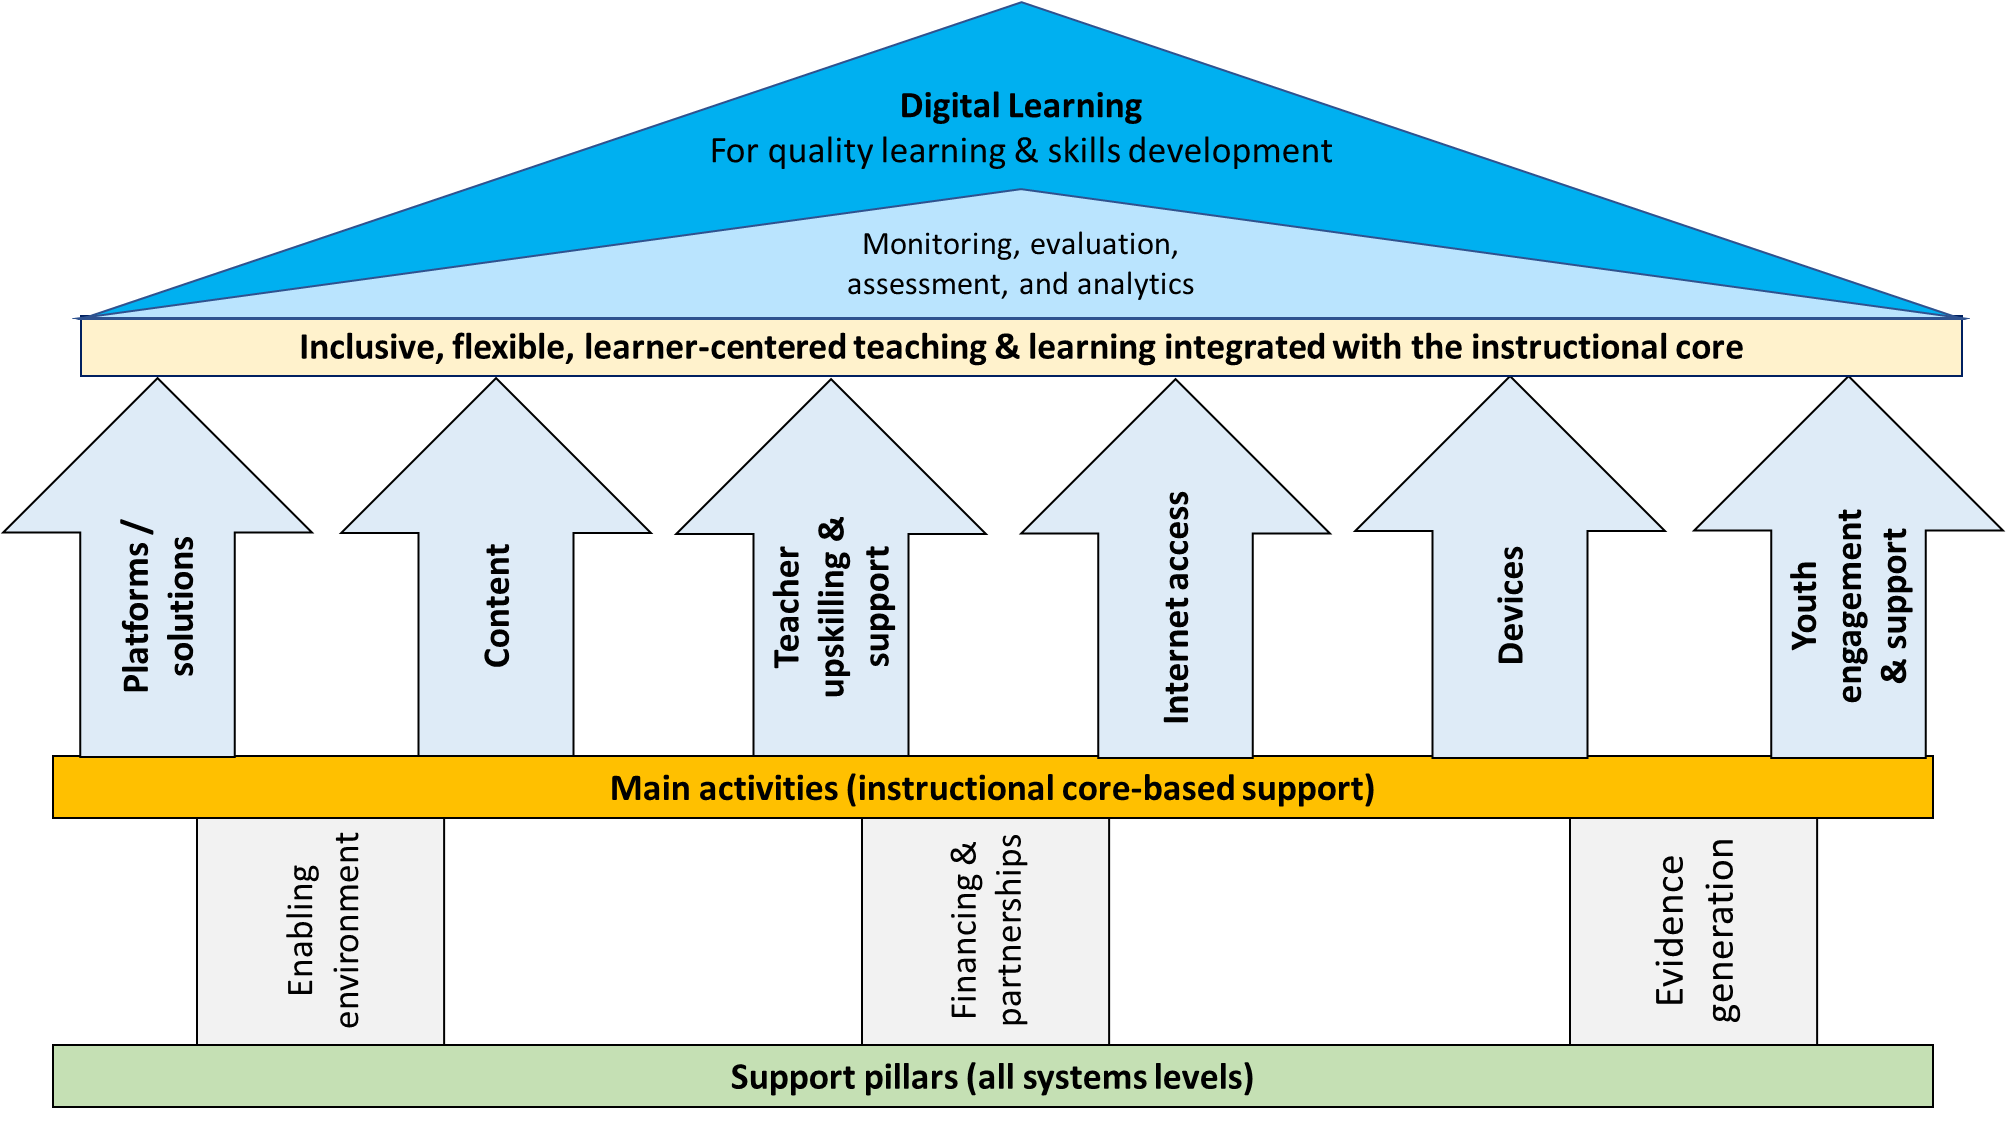 Digital Learning
For quality learning & skills development
Monitoring, evaluation,
assessment, and analytics
Inclusive, flexible, learner-centered teaching & learning integrated with the instructional core
Platforms /
solutions
Content
Teacher
upskilling &
support
Internet access
Devices
Youth
engagement
& support
Main activities (instructional core-based support)
Enabling
environment
Financing &
partnerships
Evidence
generation
Support pillars (all systems levels)